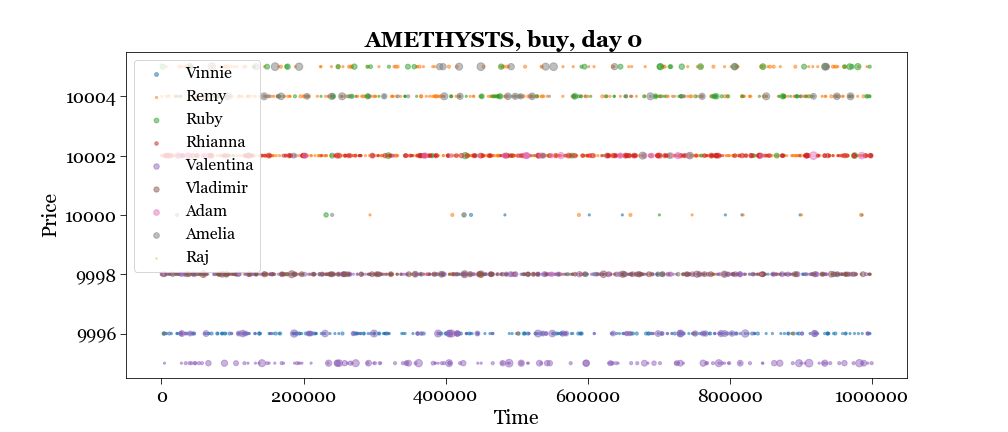 AMETHYSTS, buy, day 0
Vinnie
Remy
Ruby
Rhianna
Valentina
Vladimir
Adam
Amelia
Raj
10004
10002
10000
9998
9996
Price
0 200000 400000 600000 800000 1000000
Time